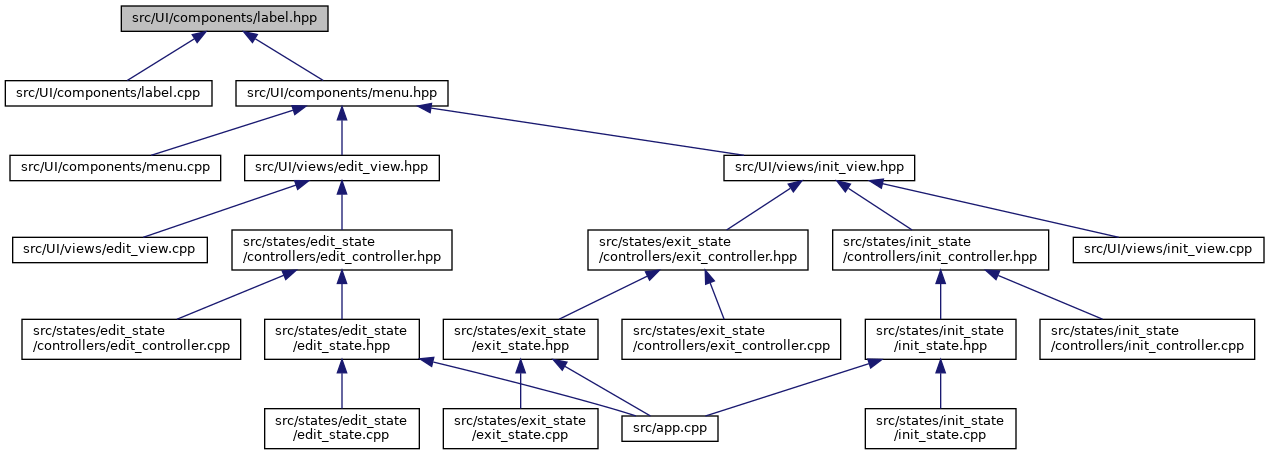 src/UI/components/label.hpp
src/UI/components/label.cpp
src/UI/components/menu.hpp
src/UI/components/menu.cpp
src/UI/views/edit_view.hpp
src/UI/views/init_view.hpp
src/UI/views/edit_view.cpp
src/states/edit_state
/controllers/edit_controller.hpp
src/states/exit_state
/controllers/exit_controller.hpp
src/states/init_state
/controllers/init_controller.hpp
src/UI/views/init_view.cpp
src/states/edit_state
/controllers/edit_controller.cpp
src/states/edit_state
/edit_state.hpp
src/states/exit_state
/exit_state.hpp
src/states/exit_state
/controllers/exit_controller.cpp
src/states/init_state
/init_state.hpp
src/states/init_state
/controllers/init_controller.cpp
src/states/edit_state
/edit_state.cpp
src/states/exit_state
/exit_state.cpp
src/app.cpp
src/states/init_state
/init_state.cpp